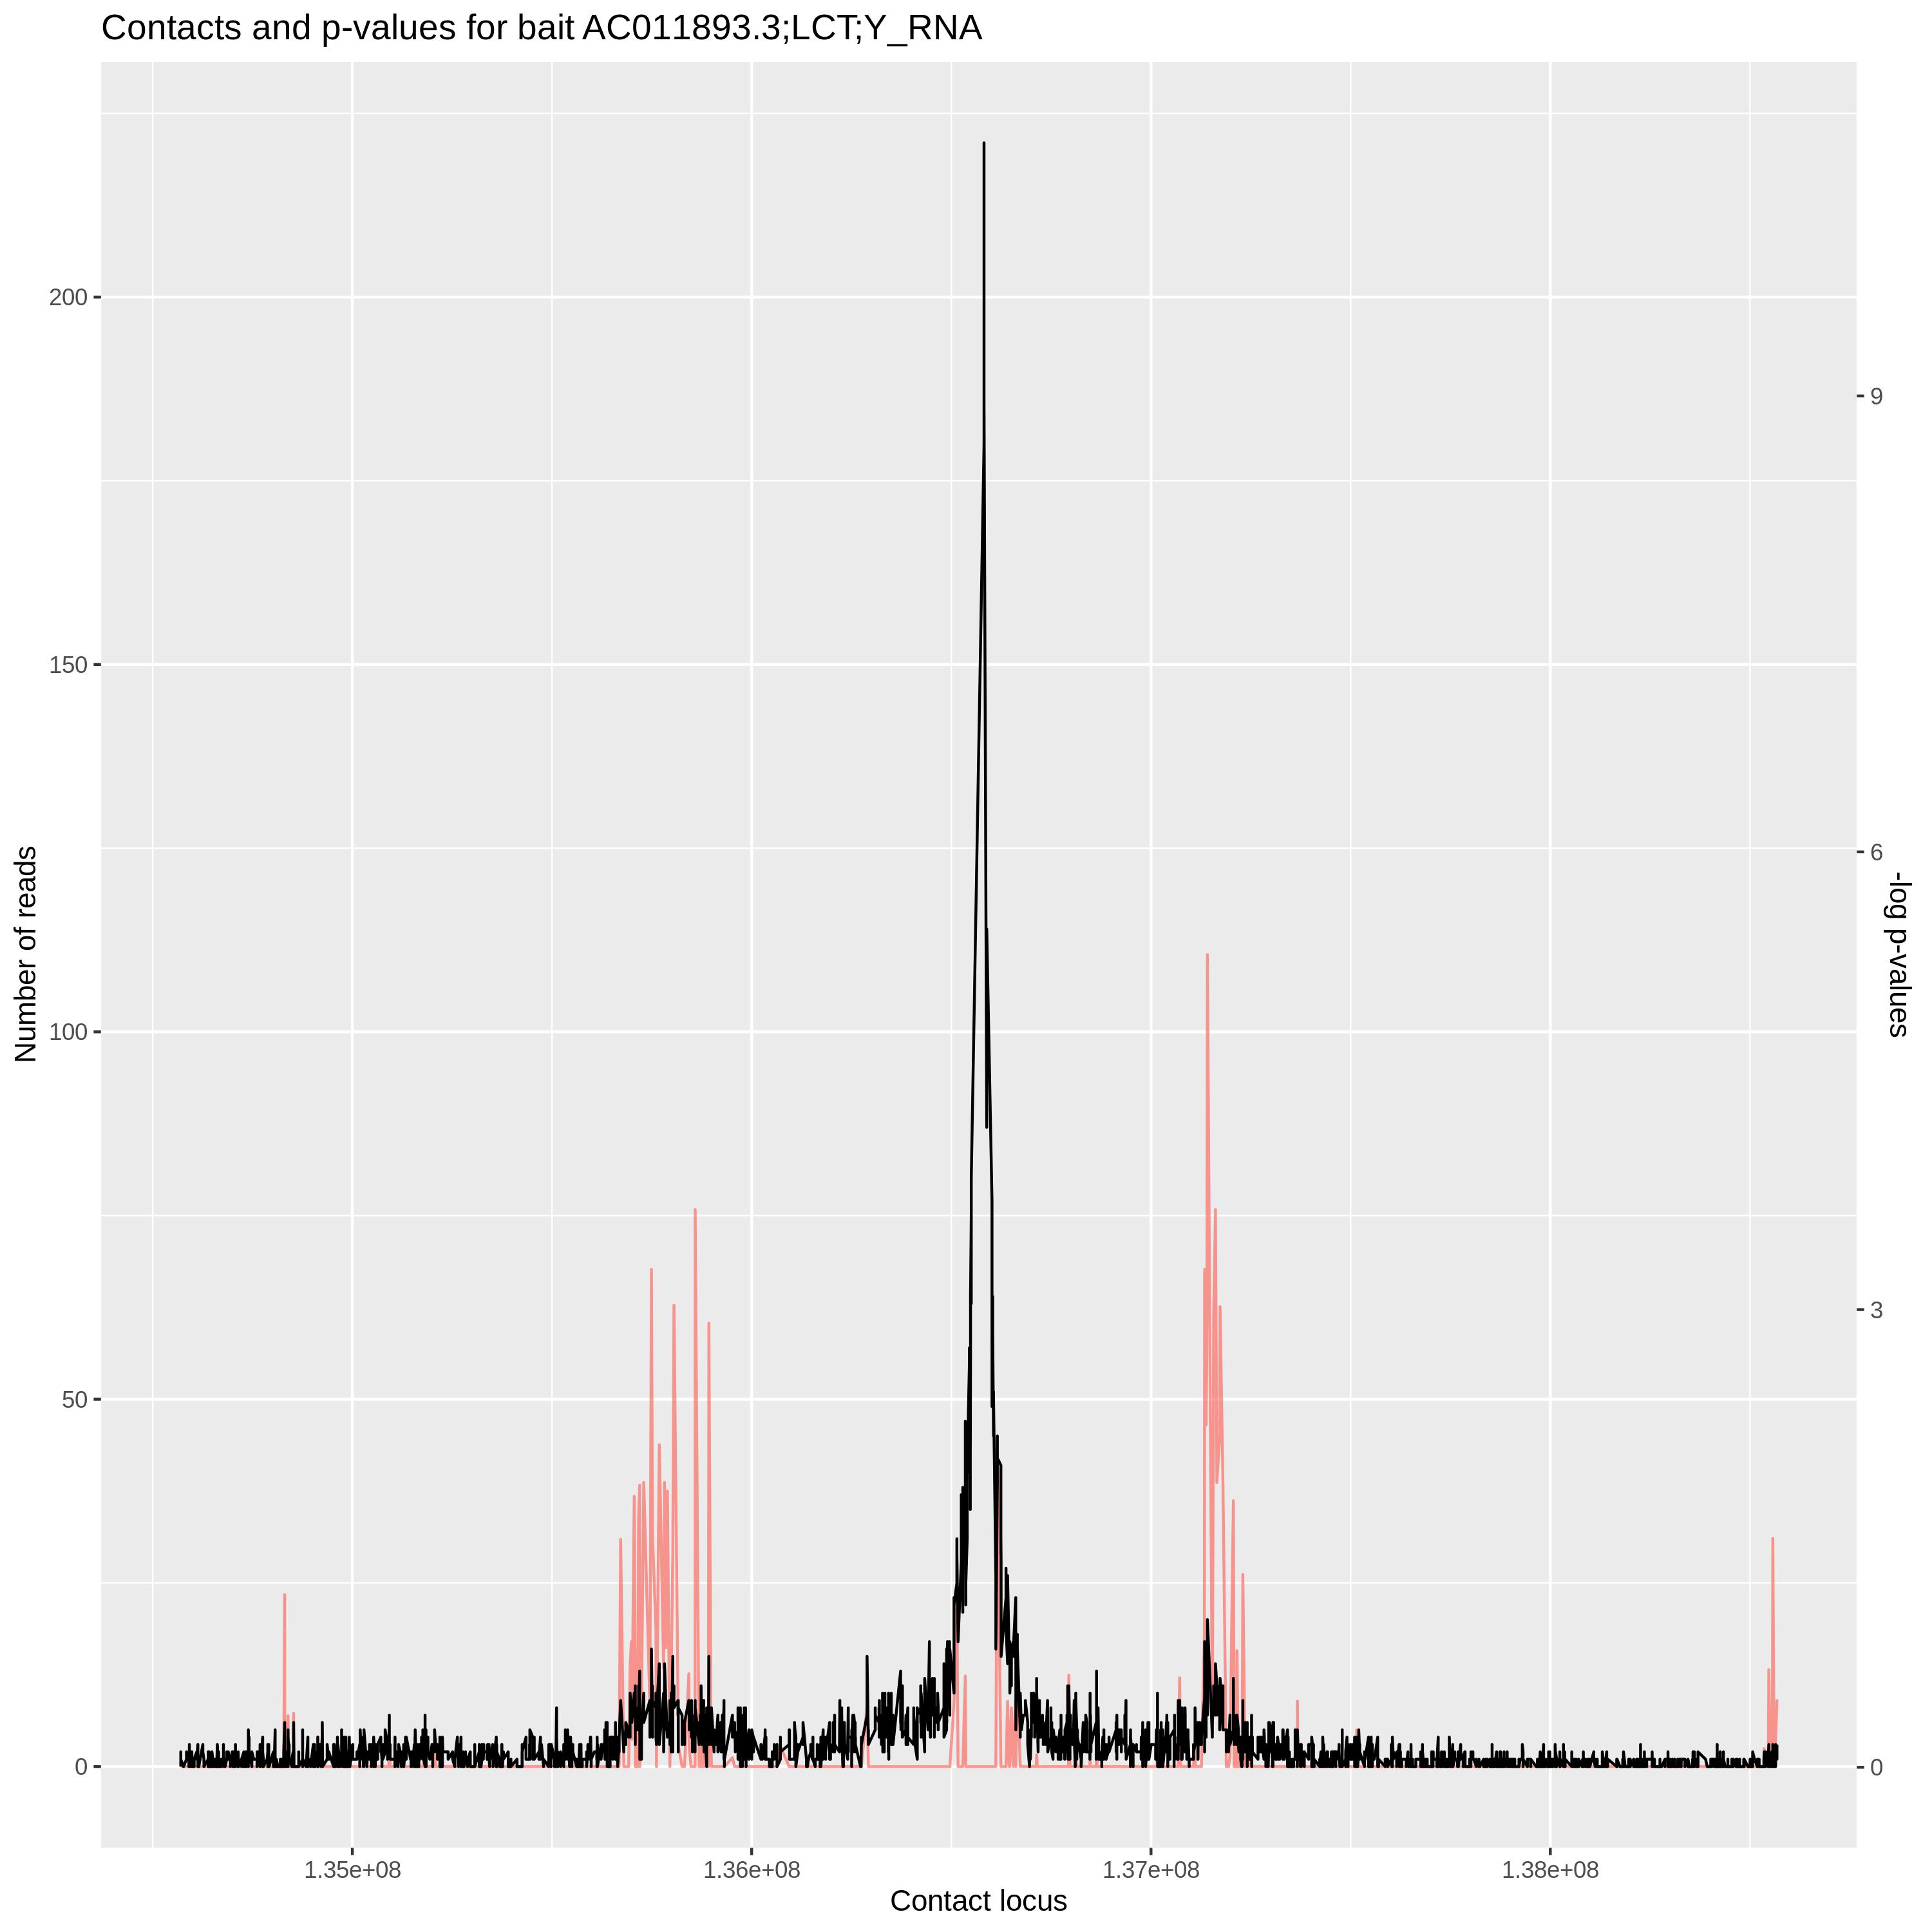 Contacts and p-values for bait AC011893.3;LCT;Y_RNA
200
150
100
50
0
Number of reads
9
6
3
0
-log p-values
1.35e+08
1.36e+08
1.37e+08
1.38e+08
Contact locus